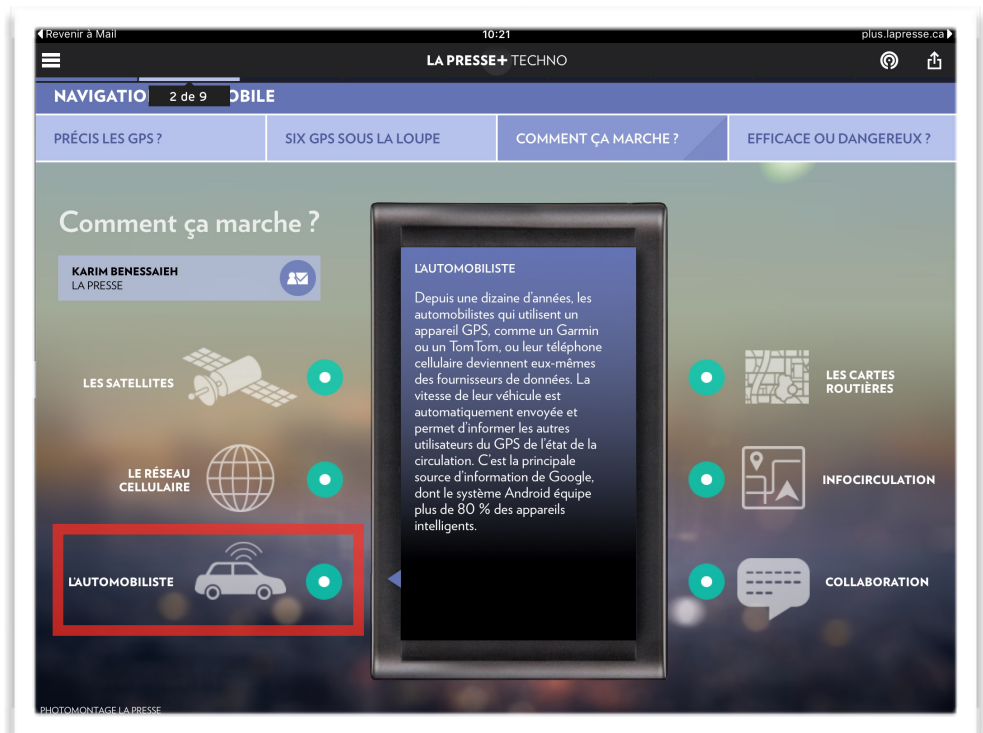 Revenir à Mail
10:21
plus.lapresse.ca
LA PRESSE+ TECHNO
NAVIGATIO
2 de 9
OBILE
PRÉCIS LES GPS ?
SIX GPS SOUS LA LOUPE
COMMENT ÇA MARCHE ?
EFFICACE OU DANGEREUX ?
Comment ça marche ?
KARIM BENESSAIEH
LA PRESSE
LES SATELLITES
LE RÉSEAU
CELLULAIRE
L'AUTOMOBILISTE
L'AUTOMOBILISTE
Depuis une dizaine d'années, les
automobilistes qui utilisent un
appareil GPS, comme un Garmin
ou un TomTom, ou leur téléphone
cellulaire deviennent eux-mêmes
des fournisseurs de données. La
vitesse de leur véhicule est
automatiquement envoyée et
permet d'informer les autres
utilisateurs du GPS de l'état de la
circulation. C'est la principale
source d'information de Google,
dont le système Android équipe
plus de 80 % des appareils
intelligents.
LES CARTES
ROUTIÈRES
INFOCIRCULATION
COLLABORATION
PHOTOMONTAGE LA PRESSE